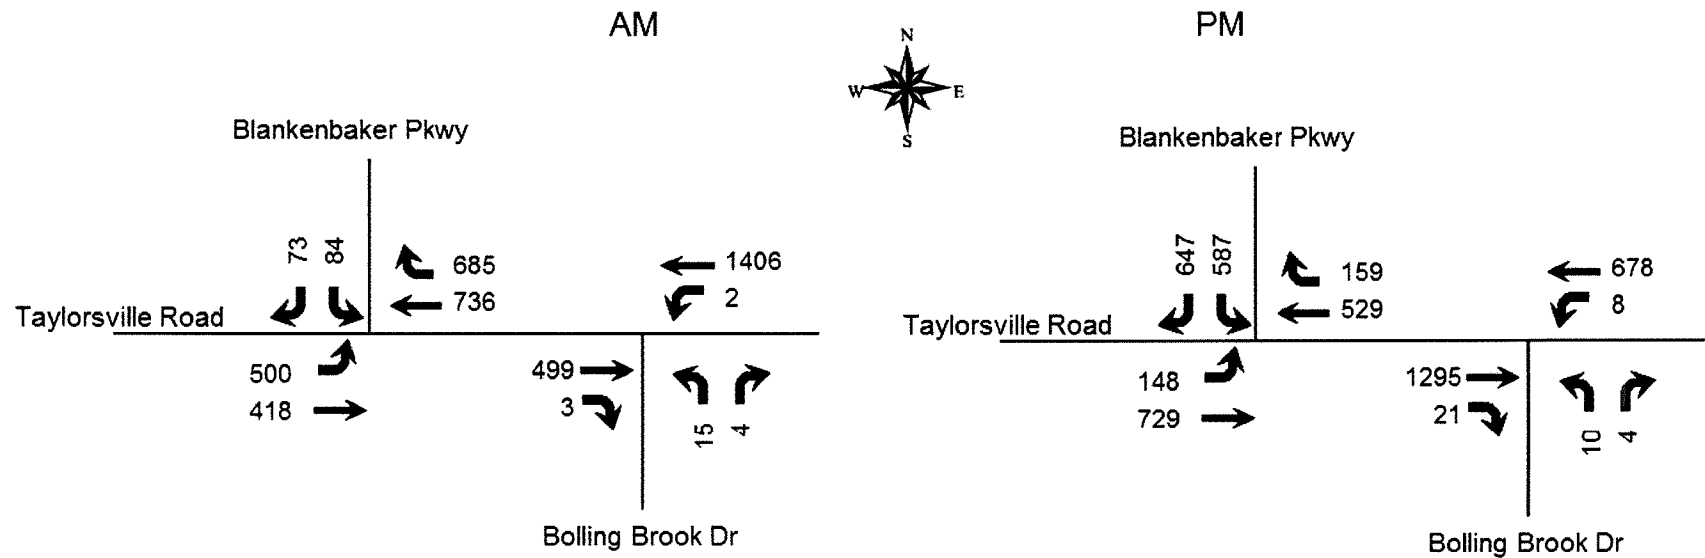 AM
PM
N
W E
S
Blankenbaker Pkwy
73
84
685
736
1406
2
Taylorsville Road
500
418
499
3
15
4
Bolling Brook Dr
Blankenbaker Pkwy
647
587
159
529
678
8
Taylorsville Road
148
729
1295
21
10
4
Bolling Brook Dr